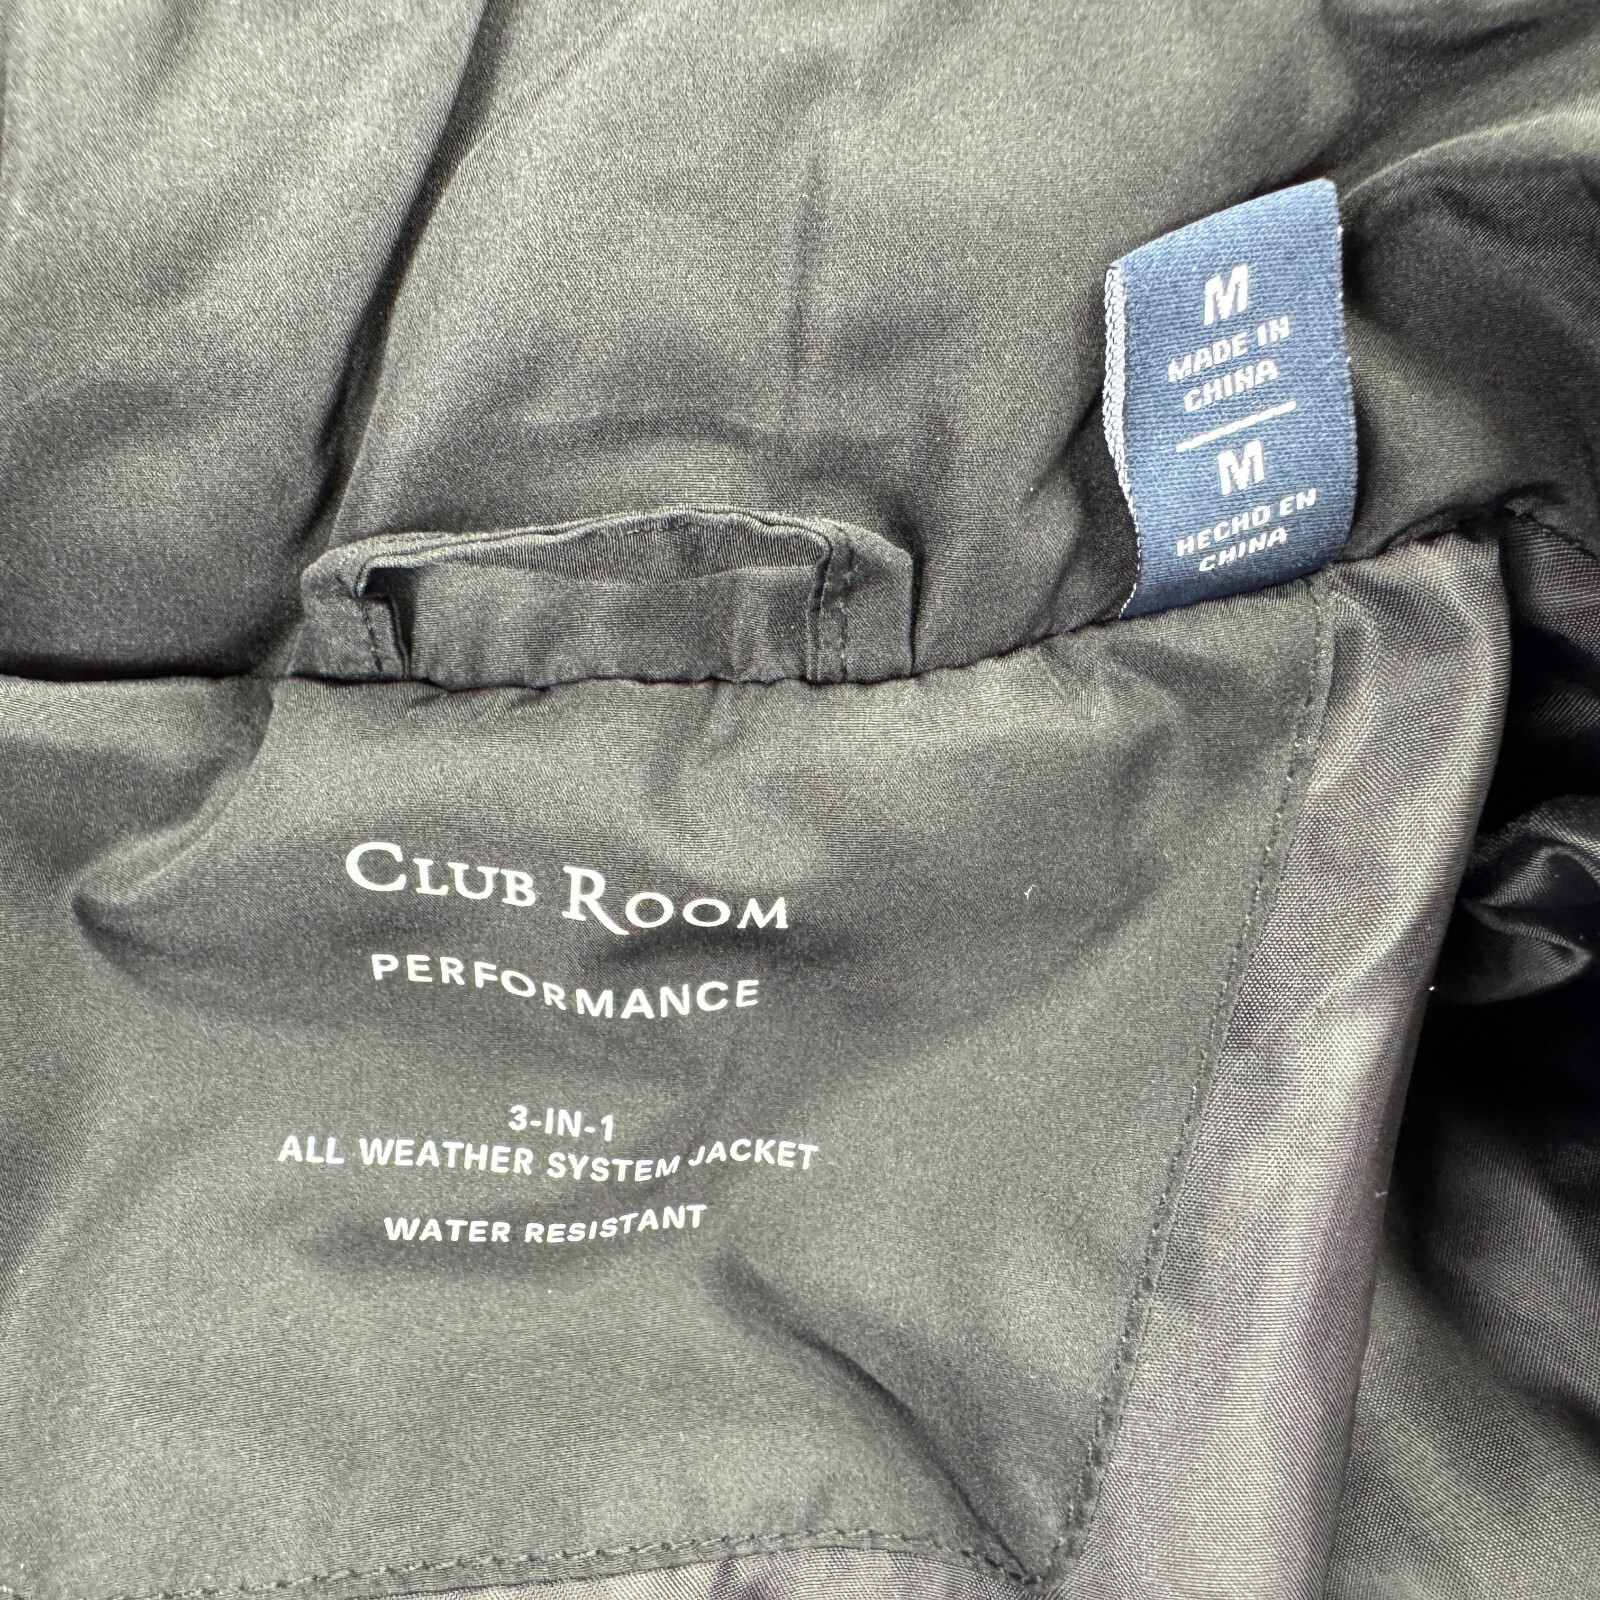 M
MADE IN
CHINA
M
HECHO EN
CHINA
CLUB ROOM
PERFORMANCE
3-IN-1
ALL WEATHER SYSTEM JACKET
WATER RESISTANT